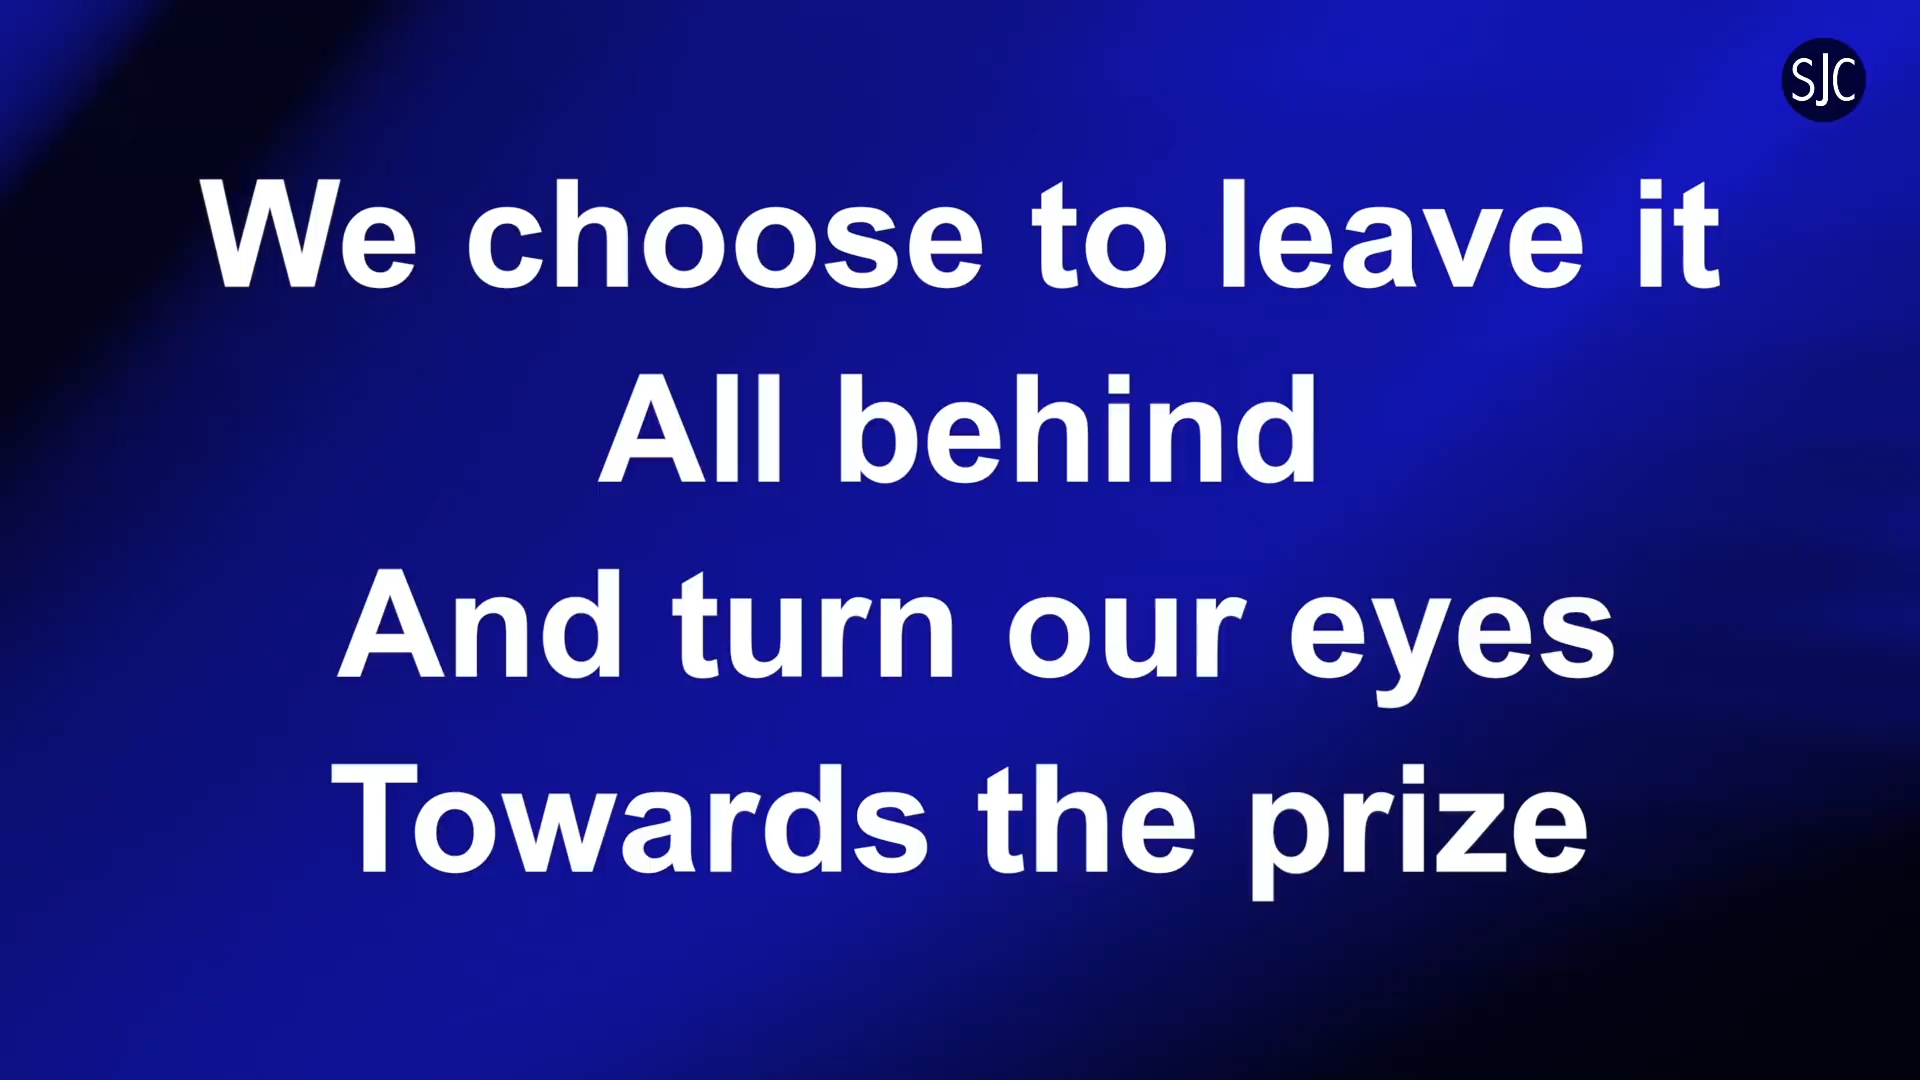 SJC
We choose to leave it
All behind
And turn our eyes
Towards the prize